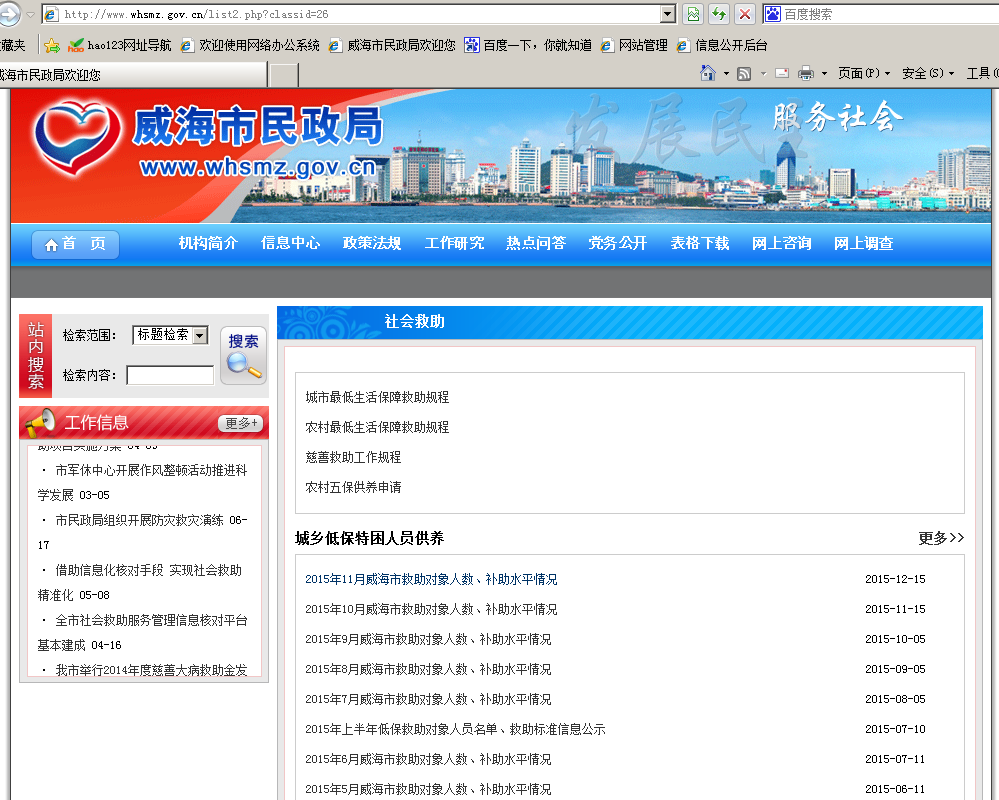 http://www.whsmz.gov.cn/list2.php?classid=26
百度搜索
藏夹
hao123网址导航
欢迎使用网络办公系统
威海市民政局欢迎您
百度一下，你就知道
网站管理
信息公开后台
威海市民政局欢迎您
页面(P)
安全(S)
工具(O
威海市民政局
www.whsmz.gov.cn
发展民
服务社会
首 页
机构简介
信息中心
政策法规
工作研究
热点问答
党务公开
表格下载
网上咨询
网上调查
站内搜索
检索范围：
标题检索
搜索
检索内容：
工作信息
更多+
助项目实施方案 04-03
· 市军休中心开展作风整顿活动推进科
学发展 03-05
· 市民政局组织开展防灾救灾演练 06-
17
· 借助信息化核对手段 实现社会救助
精准化 05-08
· 全市社会救助服务管理信息核对平台
基本建成 04-16
· 我市举行2014年度慈善大病救助金发
社会救助
城市最低生活保障救助规程
农村最低生活保障救助规程
慈善救助工作规程
农村五保供养申请
城乡低保特困人员供养
更多>>
2015年11月威海市救助对象人数、补助水平情况 2015-12-15
2015年10月威海市救助对象人数、补助水平情况 2015-11-15
2015年9月威海市救助对象人数、补助水平情况 2015-10-05
2015年8月威海市救助对象人数、补助水平情况 2015-09-05
2015年7月威海市救助对象人数、补助水平情况 2015-08-05
2015年上半年低保救助对象人员名单、救助标准信息公示 2015-07-10
2015年6月威海市救助对象人数、补助水平情况 2015-07-11
2015年5月威海市救助对象人数、补助水平情况 2015-06-11